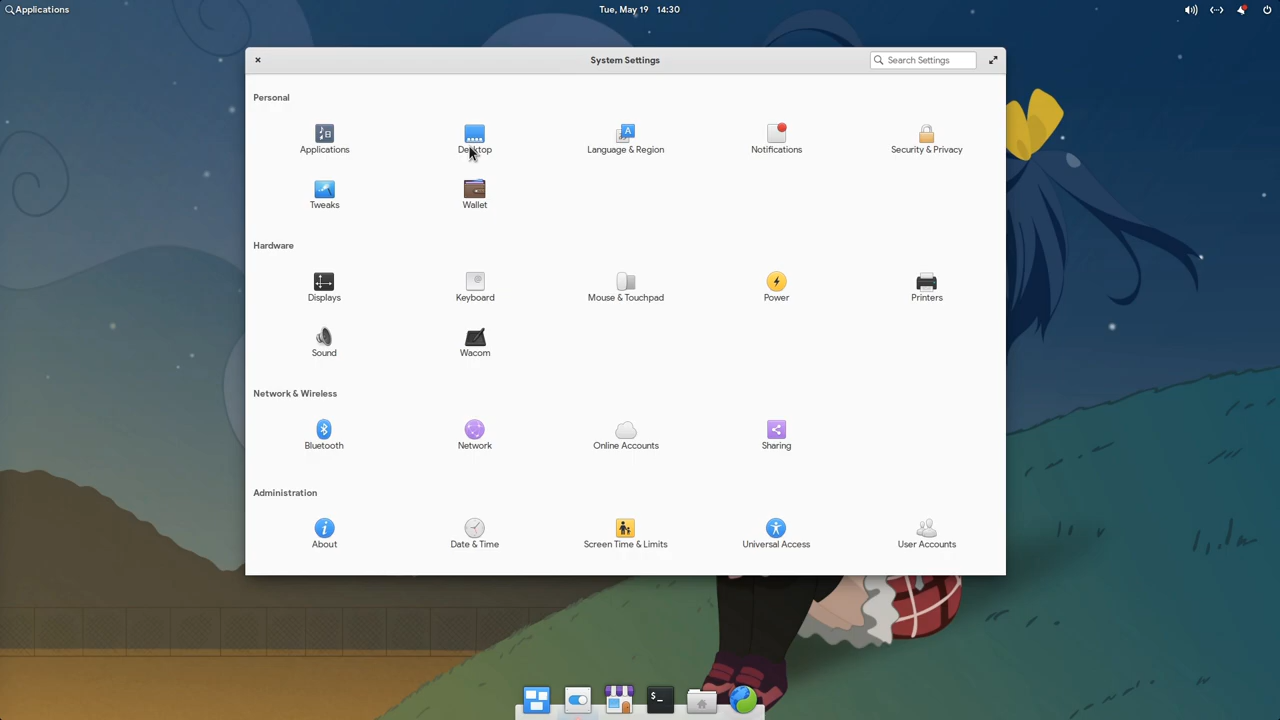 Applications
Tue, May 19 14:30
System Settings
Search Settings
Personal
Applications
Desktop
Language & Region
Notifications
Security & Privacy
Tweaks
Wallet
Hardware
Displays
Keyboard
Mouse & Touchpad
Power
Printers
Sound
Wacom
Network & Wireless
Bluetooth
Network
Online Accounts
Sharing
Administration
About
Date & Time
Screen Time & Limits
Universal Access
User Accounts